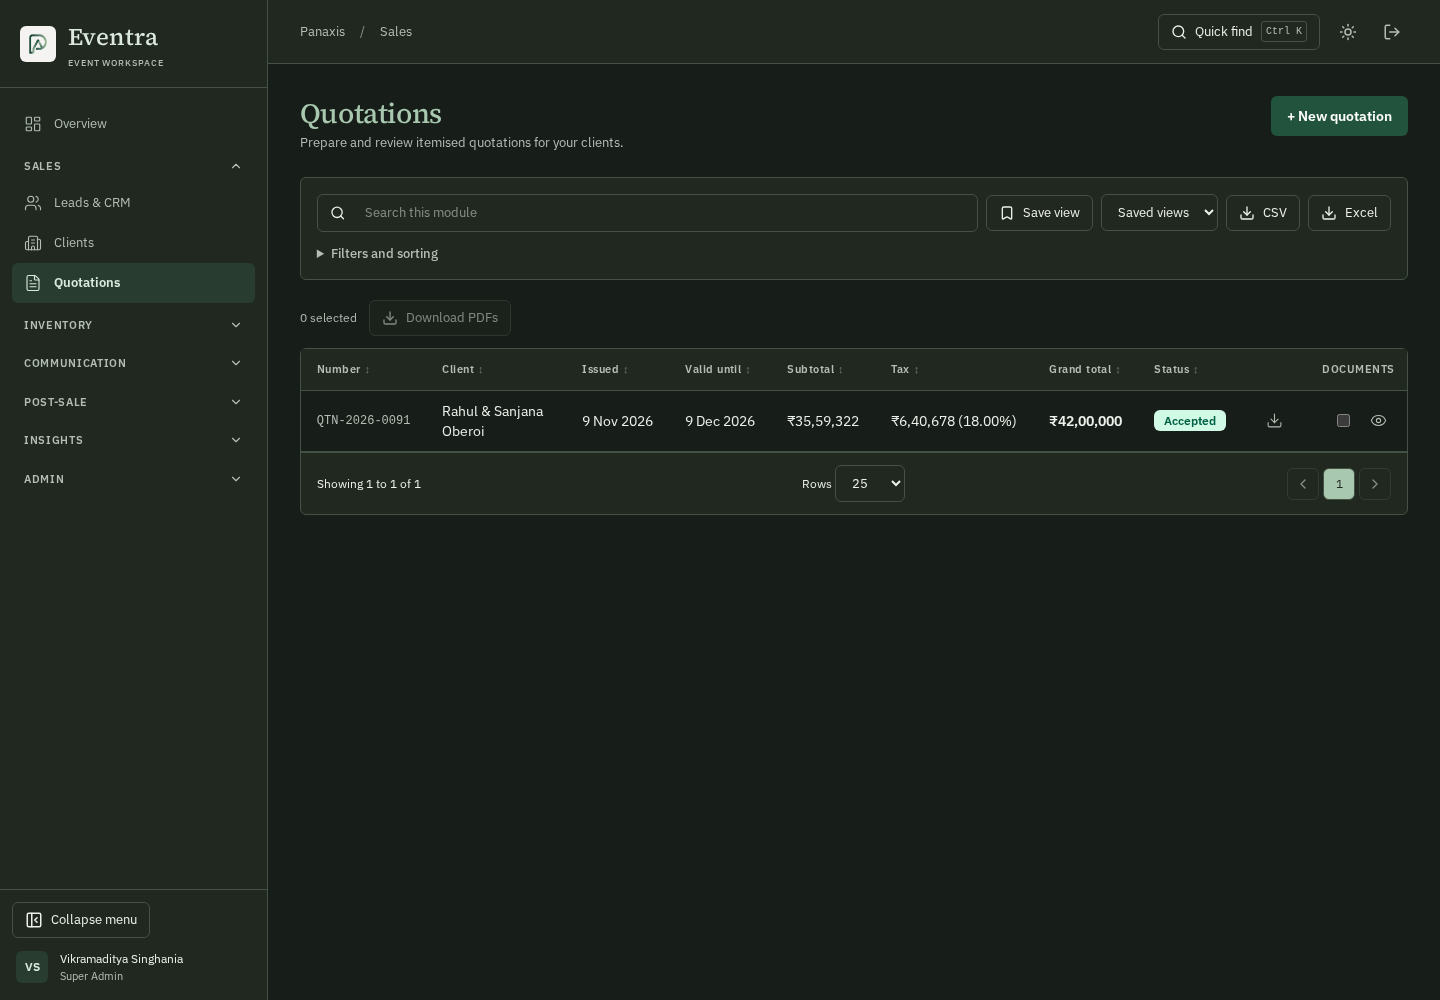 Eventra
EVENT WORKSPACE
Panaxis / Sales
Quick find Ctrl K
Overview
SALES
Leads & CRM
Clients
Quotations
INVENTORY
COMMUNICATION
POST-SALE
INSIGHTS
ADMIN
Collapse menu
VS
Vikramaditya Singhania
Super Admin
Quotations
Prepare and review itemised quotations for your clients.
+ New quotation
Search this module
Save view
Saved views
CSV
Excel
Filters and sorting
0 selected
Download PDFs
Number Client Issued Valid until Subtotal Tax Grand total Status DOCUMENTS
QTN-2026-0091 Rahul & Sanjana Oberoi 9 Nov 2026 9 Dec 2026 ₹35,59,322 ₹6,40,678 (18.00%) ₹42,00,000 Accepted
Showing 1 to 1 of 1
Rows 25
1